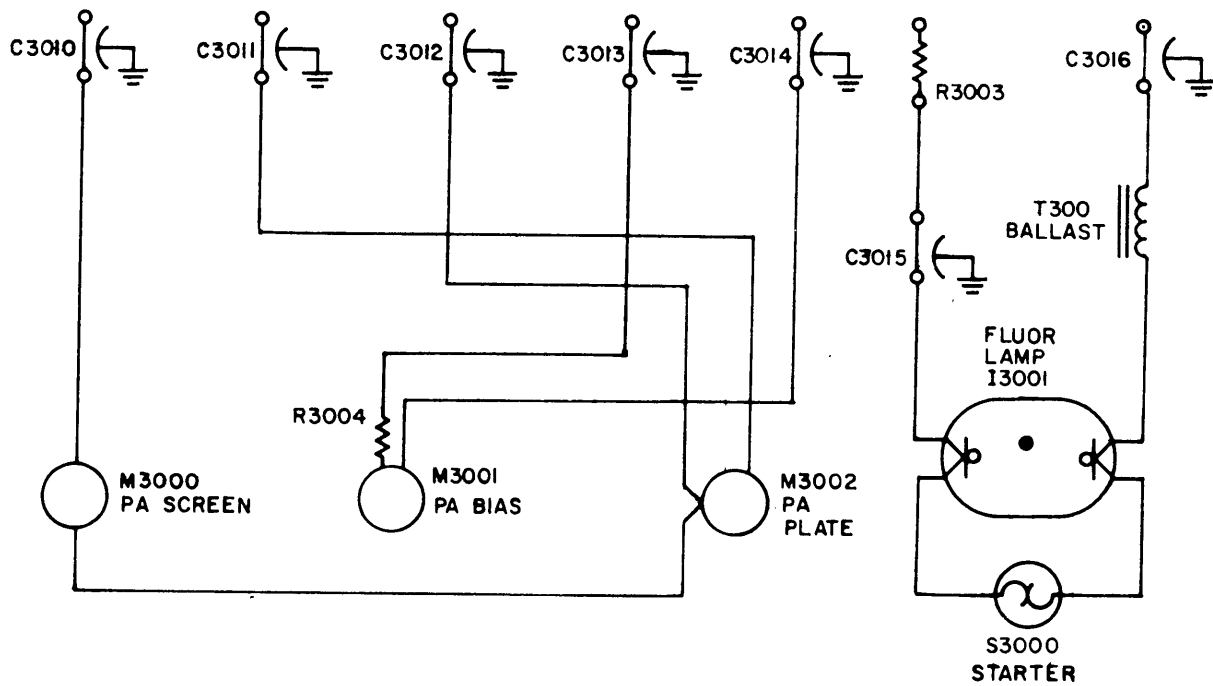 C3010
C3011
C3012
C3013
C3014
R3003
C3016
T300
BALLAST
C3015
FLUOR
LAMP
I3001
R3004
M3000
PA SCREEN
M3001
PA BIAS
M3002
PA
PLATE
S3000
STARTER